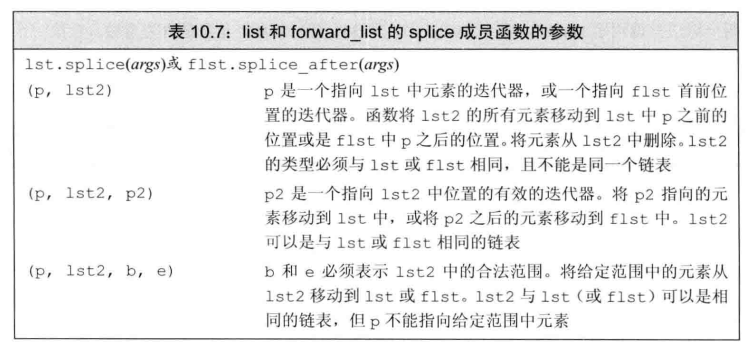 表 10.7：list 和 forward_list 的 splice 成员函数的参数
lst.splice(args)或 flst.splice_after(args)
(p, lst2) p 是一个指向 lst 中元素的迭代器，或一个指向 flst 首前位
置的迭代器。函数将 lst2 的所有元素移动到 lst 中 p 之前的
位置或是 flst 中 p 之后的位置。将元素从 lst2 中删除。lst2
的类型必须与 lst 或 flst 相同，且不能是同一个链表
(p, lst2, p2) p2 是一个指向 lst2 中位置的有效的迭代器。将 p2 指向的元
素移动到 lst 中，或将 p2 之后的元素移动到 flst 中。lst2
可以是与 lst 或 flst 相同的链表
(p, lst2, b, e) b 和 e 必须表示 lst2 中的合法范围。将给定范围中的元素从
lst2 移动到 lst 或 flst。lst2 与 lst（或 flst）可以是相
同的链表，但 p 不能指向给定范围中元素